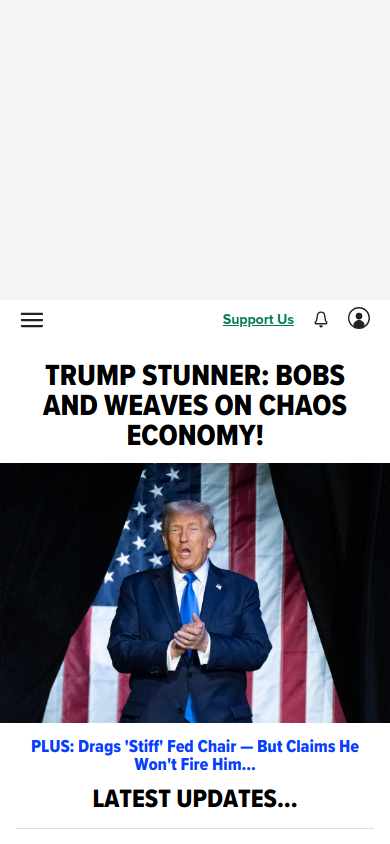 Support Us
TRUMP STUNNER: BOBS
AND WEAVES ON CHAOS
ECONOMY!
PLUS: Drags 'Stiff' Fed Chair — But Claims He
Won't Fire Him...
LATEST UPDATES...